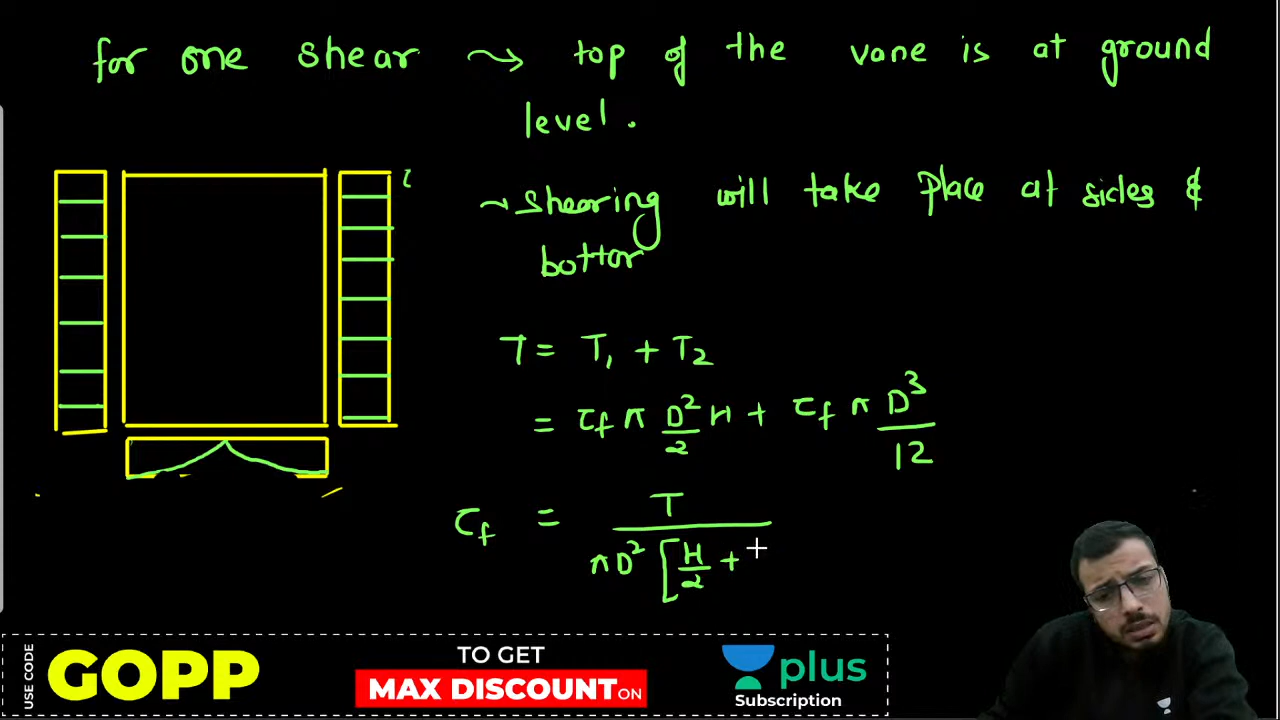 for one shear ⤳ top of the vane is at ground
level.
⤳ shearing will take place at sides &
bottor
T = T₁ + T₂
= τf π D²/2 H + τf π D³/12
τf = T / πD² [H/2 +
USE CODE
GOPP
TO GET
MAX DISCOUNT ON
plus
Subscription